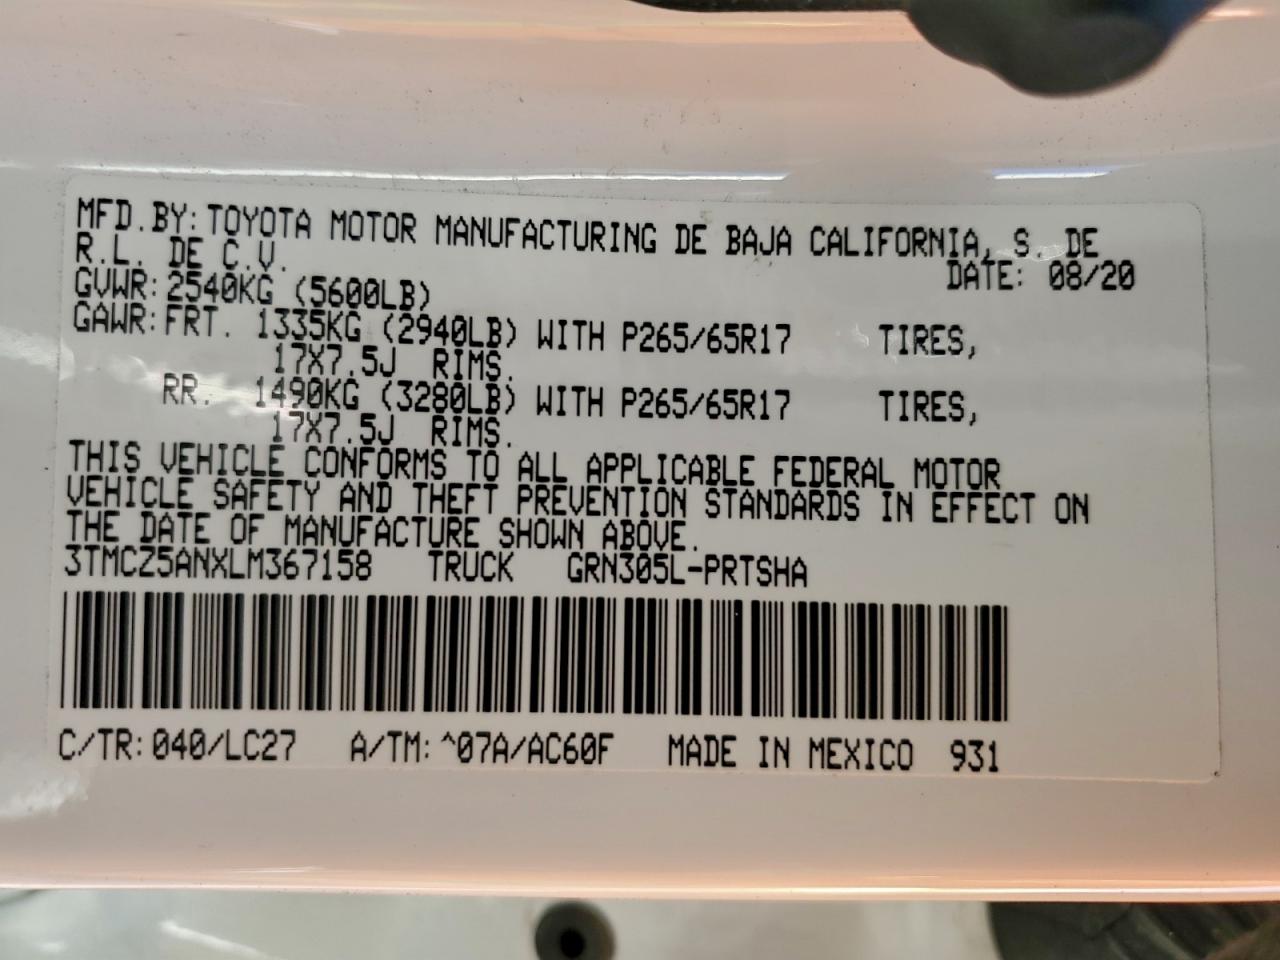 MFD. BY: TOYOTA MOTOR MANUFACTURING DE BAJA CALIFORNIA, S. DE
R.L. DE C.V.
DATE: 08/20
GVWR: 2540KG (5600LB)
GAWR: FRT. 1335KG (2940LB) WITH P265/65R17 TIRES,
17X7.5J RIMS.
RR. 1490KG (3280LB) WITH P265/65R17 TIRES,
17X7.5J RIMS.
THIS VEHICLE CONFORMS TO ALL APPLICABLE FEDERAL MOTOR
VEHICLE SAFETY AND THEFT PREVENTION STANDARDS IN EFFECT ON
THE DATE OF MANUFACTURE SHOWN ABOVE.
3TMCZ5ANXLM367158 TRUCK GRN305L-PRTSHA
C/TR: 040/LC27 A/TM: ^07A/AC60F MADE IN MEXICO 931